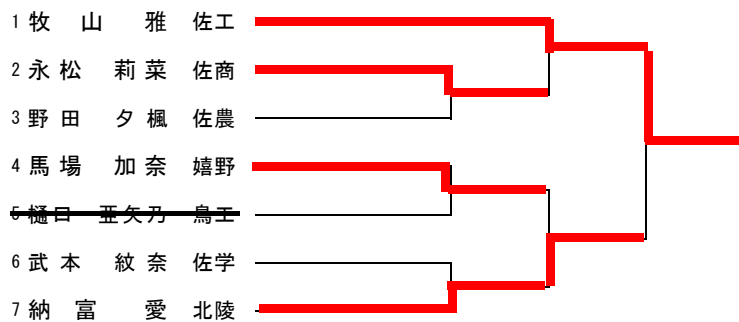 1 牧 山 雅 佐工
2 永松 莉菜 佐商
3 野田 夕楓 佐農
4 馬場 加奈 嬉野
5 樋口 亜矢乃 鳥工
6 武本 紋奈 佐学
7 納富 愛 北陵